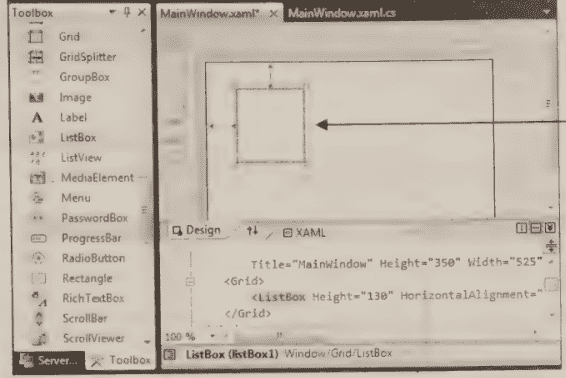 Toolbox
Grid
GridSplitter
GroupBox
Image
A Label
ListBox
ListView
MediaElement
Menu
PasswordBox
ProgressBar
RadioButton
Rectangle
RichTextBox
ScrollBar
ScrollViewer
Server... Toolbox
MainWindow.xaml* × MainWindow.xaml.cs
Design XAML
Title="MainWindow" Height="350" Width="525"
<Grid>
<ListBox Height="130" HorizontalAlignment="
</Grid>
100 %
ListBox (listBox1) Window/Grid/ListBox